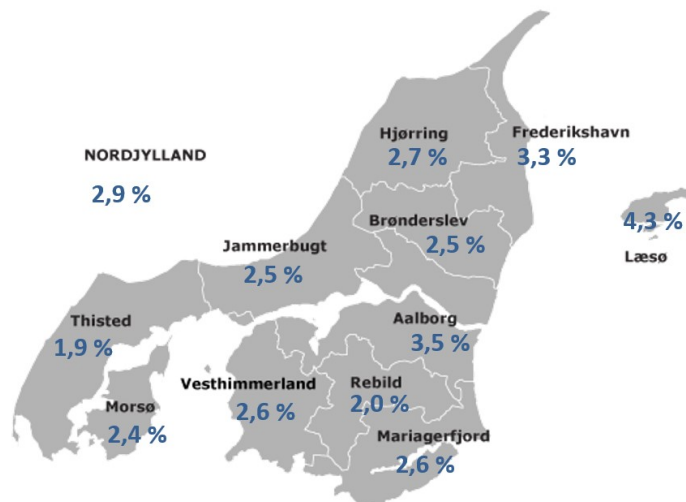 Hjørring
2,7 %
Frederikshavn
3,3 %
NORDJYLLAND
2,9 %
Brønderslev
2,5 %
4,3 %
Læsø
Jammerbugt
2,5 %
Thisted
1,9 %
Aalborg
3,5 %
Vesthimmerland
2,6 %
Rebild
2,0 %
Morsø
2,4 %
Mariagerfjord
2,6 %